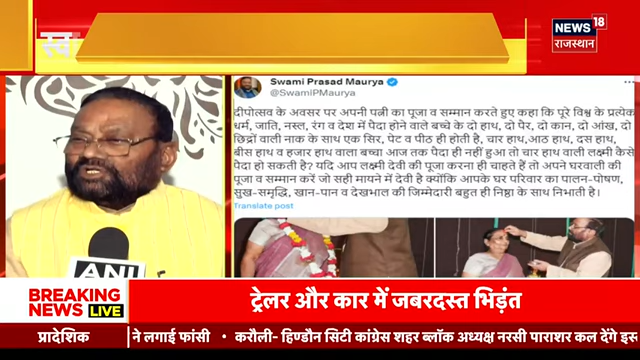 स्व
NEWS 18
राजस्थान
Swami Prasad Maurya
@SwamiPMaurya
दीपोत्सव के अवसर पर अपनी पत्नी का पूजा व सम्मान करते हुए कहा कि पूरे विश्व के प्रत्येक
धर्म, जाति, नस्ल, रंग व देश में पैदा होने वाले बच्चे के दो हाथ, दो पैर, दो कान, दो आंख, दो
छिद्रों वाली नाक के साथ एक सिर, पेट व पीठ ही होती है, चार हाथ,आठ हाथ, दस हाथ,
बीस हाथ व हजार हाथ वाला बच्चा आज तक पैदा ही नहीं हुआ तो चार हाथ वाली लक्ष्मी कैसे
पैदा हो सकती है? यदि आप लक्ष्मी देवी की पूजा करना ही चाहते हैं तो अपने घरवाली की
पूजा व सम्मान करें जो सही मायने में देवी है क्योंकि आपके घर परिवार का पालन-पोषण,
सुख-समृद्धि, खान-पान व देखभाल की जिम्मेदारी बहुत ही निष्ठा के साथ निभाती है।
Translate post
ANI
BREAKING
NEWS LIVE
ट्रेलर और कार में जबरदस्त भिड़ंत
प्रादेशिक
ने लगाई फांसी • करौली- हिण्डौन सिटी कांग्रेस शहर ब्लॉक अध्यक्ष नरसी पाराशर कल देंगे इस